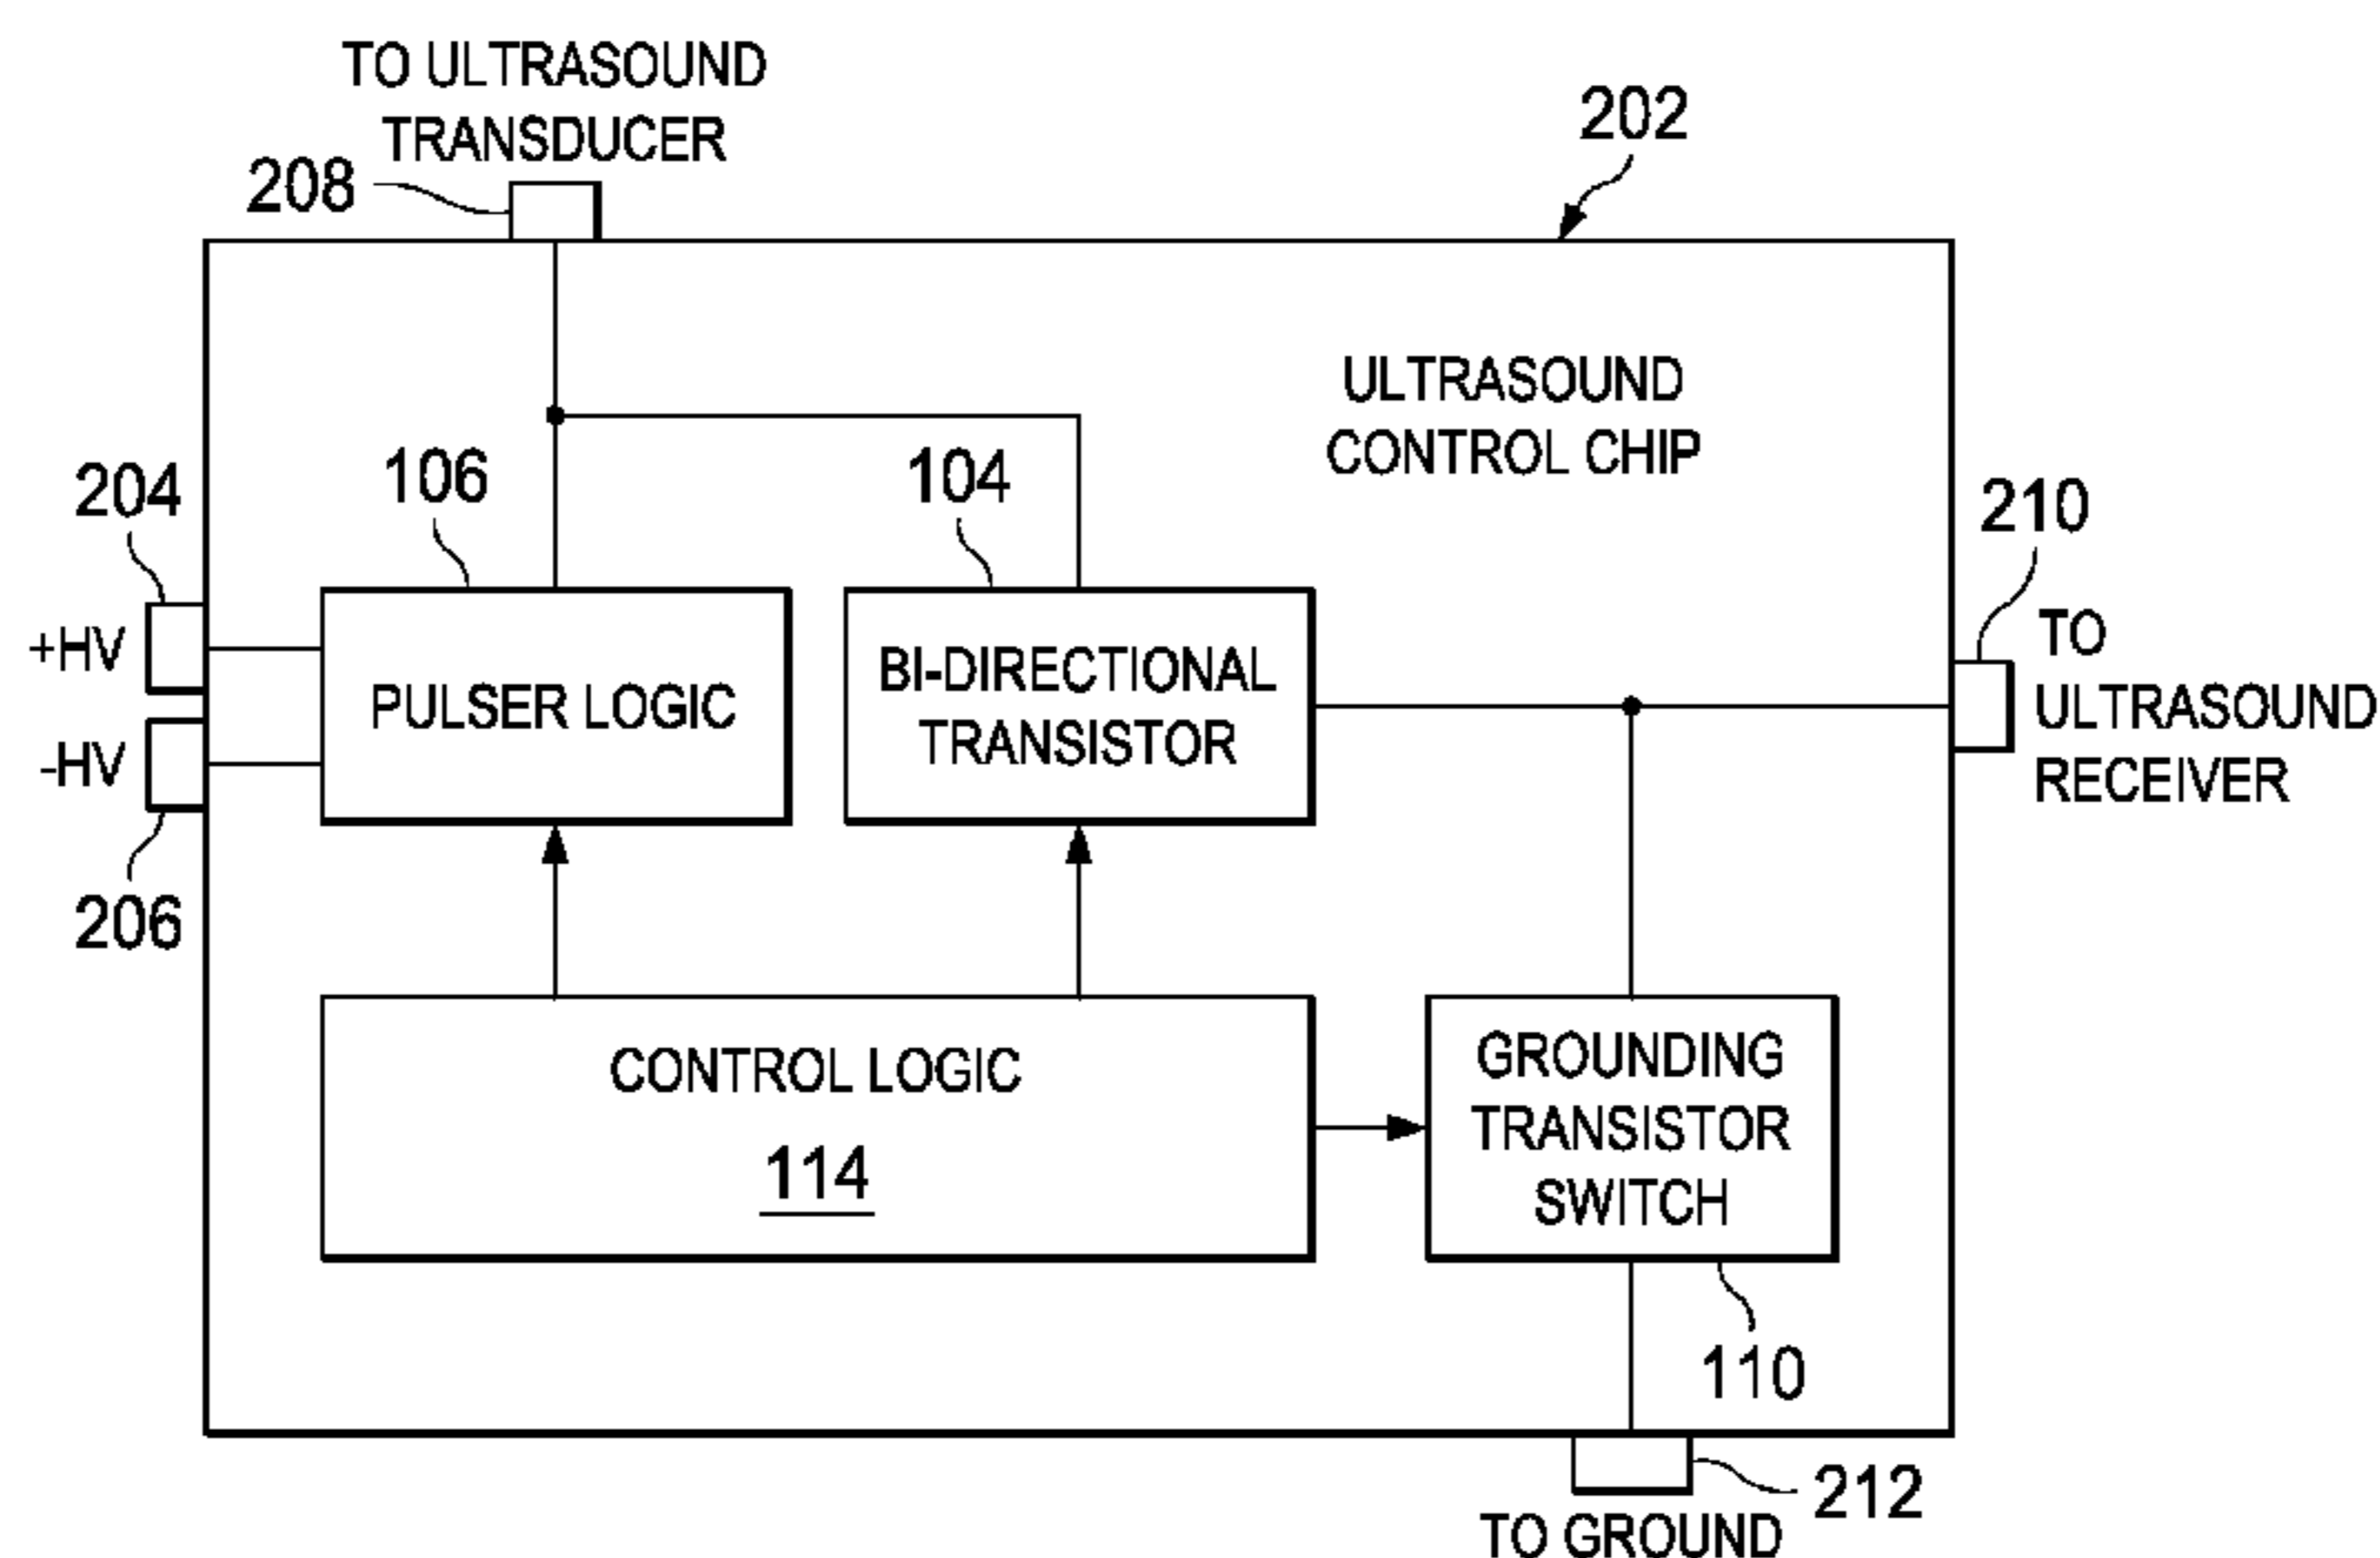 TO ULTRASOUND
TRANSDUCER
208
202
ULTRASOUND
CONTROL CHIP
204
106
104
210
+HV
-HV
PULSER LOGIC
BI-DIRECTIONAL
TRANSISTOR
TO
ULTRASOUND
RECEIVER
206
CONTROL LOGIC
114
GROUNDING
TRANSISTOR
SWITCH
110
212
TO GROUND